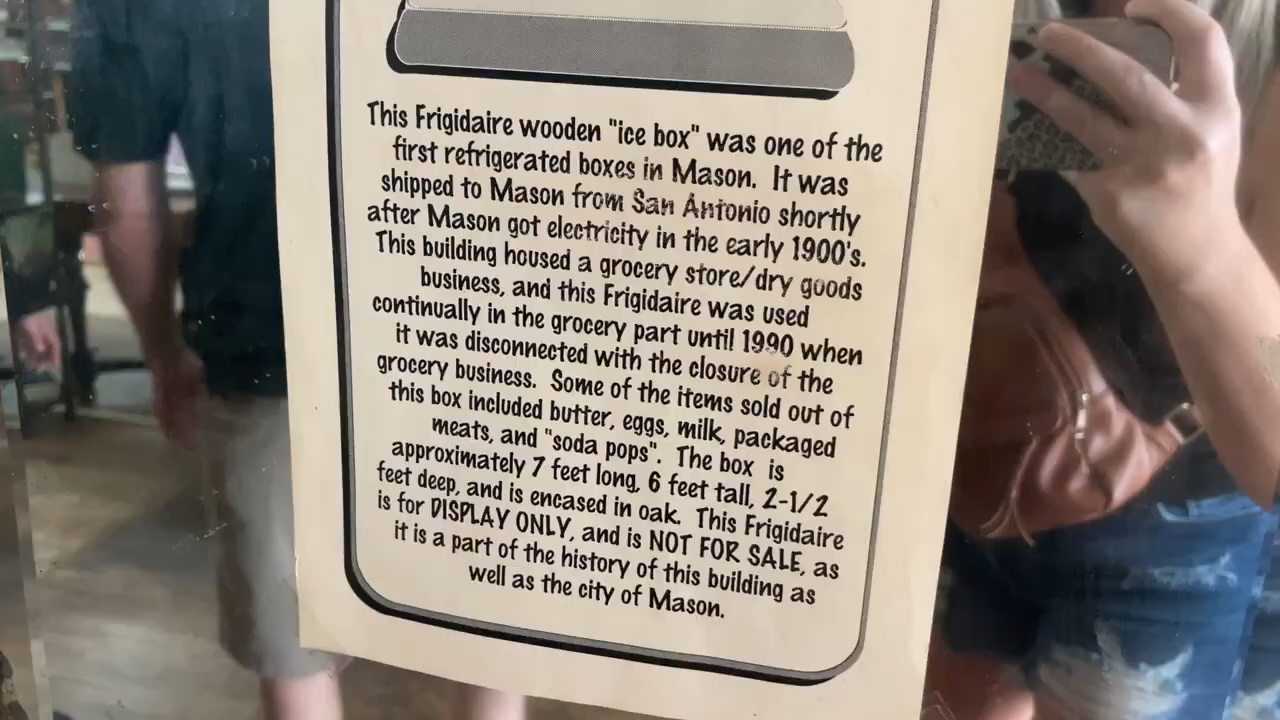 This Frigidaire wooden "ice box" was one of the
first refrigerated boxes in Mason. It was
shipped to Mason from San Antonio shortly
after Mason got electricity in the early 1900's.
This building housed a grocery store/dry goods
business, and this Frigidaire was used
continually in the grocery part until 1990 when
it was disconnected with the closure of the
grocery business. Some of the items sold out of
this box included butter, eggs, milk, packaged
meats, and "soda pops". The box is
approximately 7 feet long, 6 feet tall, 2-1/2
feet deep, and is encased in oak. This Frigidaire
is for DISPLAY ONLY, and is NOT FOR SALE, as
it is a part of the history of this building as
well as the city of Mason.